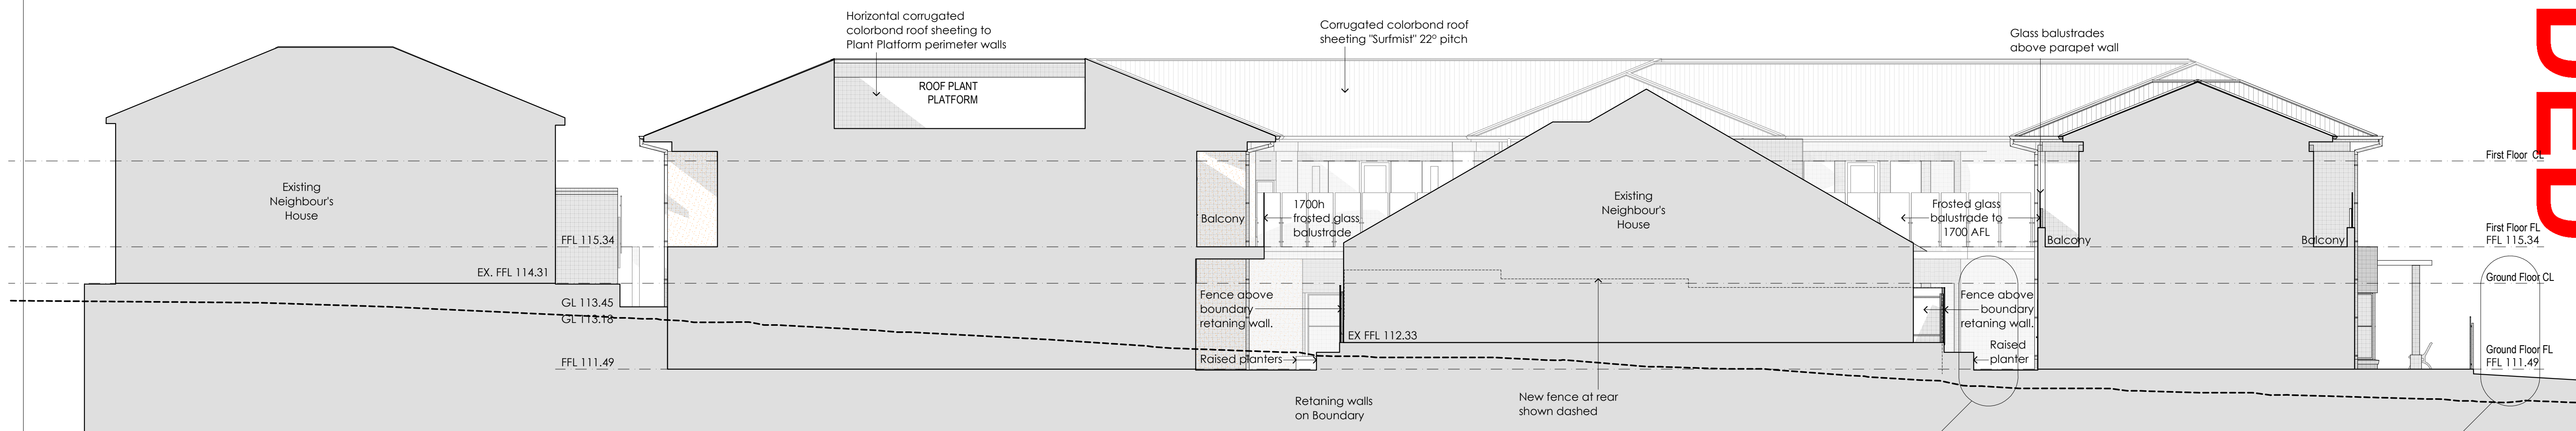 Horizontal corrugated
colorbond roof sheeting to
Plant Platform perimeter walls
Corrugated colorbond roof
sheeting "Surfmist" 22° pitch
Glass balustrades
above parapet wall
ROOF PLANT
PLATFORM
DED
First Floor CL
Existing
Neighbour's
House
Existing
Neighbour's
House
Balcony
1700h
frosted glass
balustrade
Frosted glass
balustrade to
1700 AFL
Balcony
Balcony
First Floor FL
FFL 115.34
FFL 115.34
EX. FFL 114.31
Ground Floor CL
GL 113.45
GL 113.18
Fence above
boundary
retaning wall.
Fence above
boundary
retaning wall.
EX FFL 112.33
FFL 111.49
Raised planters
Raised
planter
Ground Floor FL
FFL 111.49
Retaning walls
on Boundary
New fence at rear
shown dashed